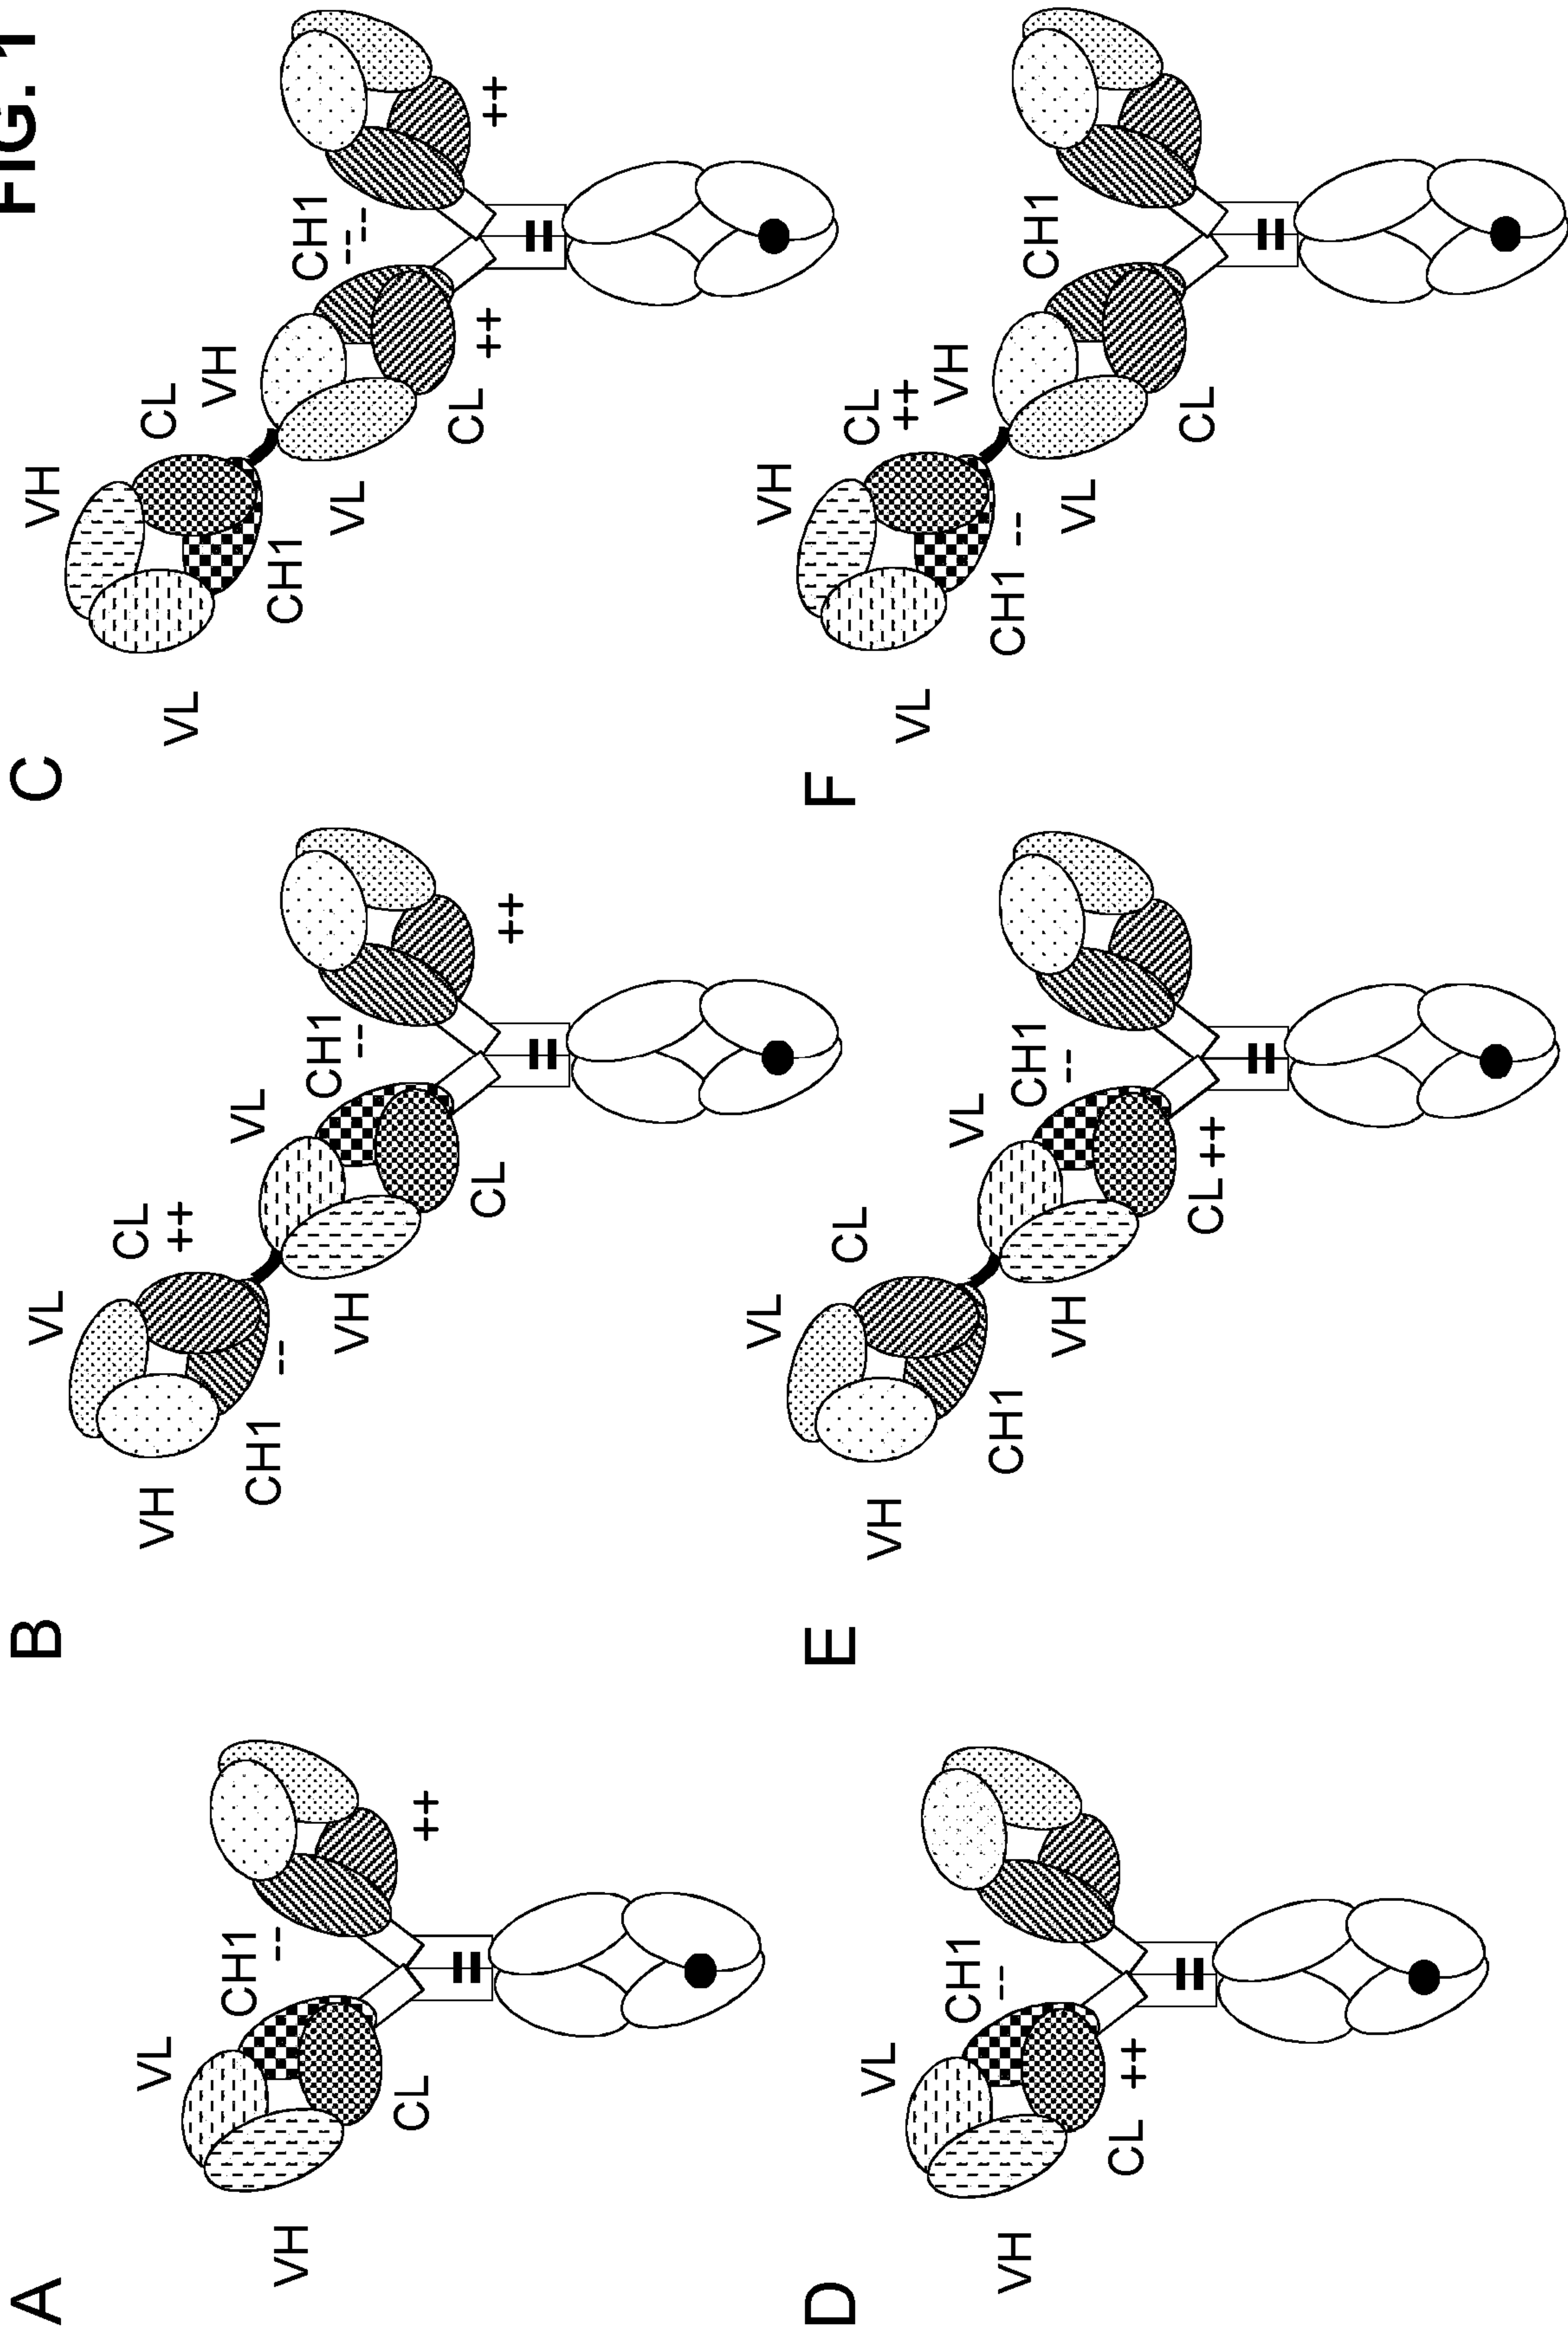 FIG. 1
A
VL
CH1
--
VH
CL
++
B
VL
CL
++
VH
VL
CH1
--
CH1
--
VH
CL
++
C
VH
CL
VL
VH
CH1
CH1
--
--
VL
CL
++
++
D
VL
CH1
--
VH
CL ++
E
VL
CL
VH
VL
CH1
CH1
--
VH
CL ++
F
VH
CL
++
VL
VH
CH1 --
CH1
VL
CL